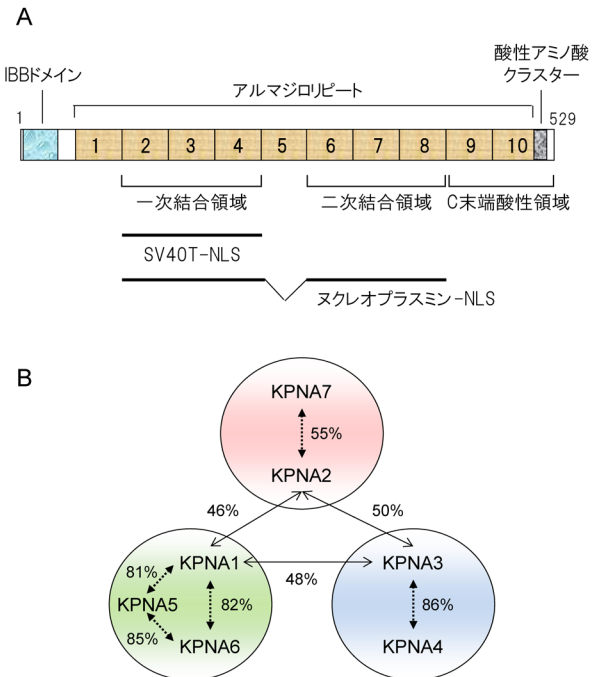 A
酸性アミノ酸
クラスター
IBBドメイン
アルマジロリピート
1
529
1 2 3 4 5 6 7 8 9 10
一次結合領域 二次結合領域 C末端酸性領域
SV40T-NLS
ヌクレオプラスミン-NLS
B
KPNA7
55%
KPNA2
46%
50%
KPNA1
KPNA3
48%
81%
KPNA5
82%
86%
85%
KPNA6
KPNA4